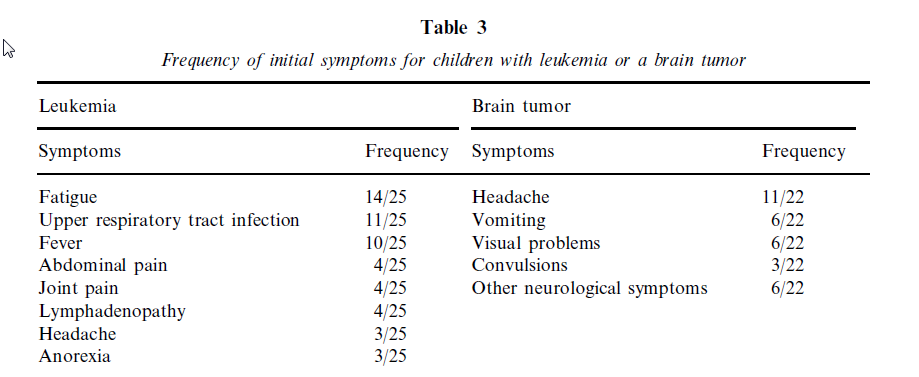 Table 3
Frequency of initial symptoms for children with leukemia or a brain tumor
Leukemia Brain tumor
Symptoms Frequency Symptoms Frequency
Fatigue 14/25 Headache 11/22
Upper respiratory tract infection 11/25 Vomiting 6/22
Fever 10/25 Visual problems 6/22
Abdominal pain 4/25 Convulsions 3/22
Joint pain 4/25 Other neurological symptoms 6/22
Lymphadenopathy 4/25
Headache 3/25
Anorexia 3/25